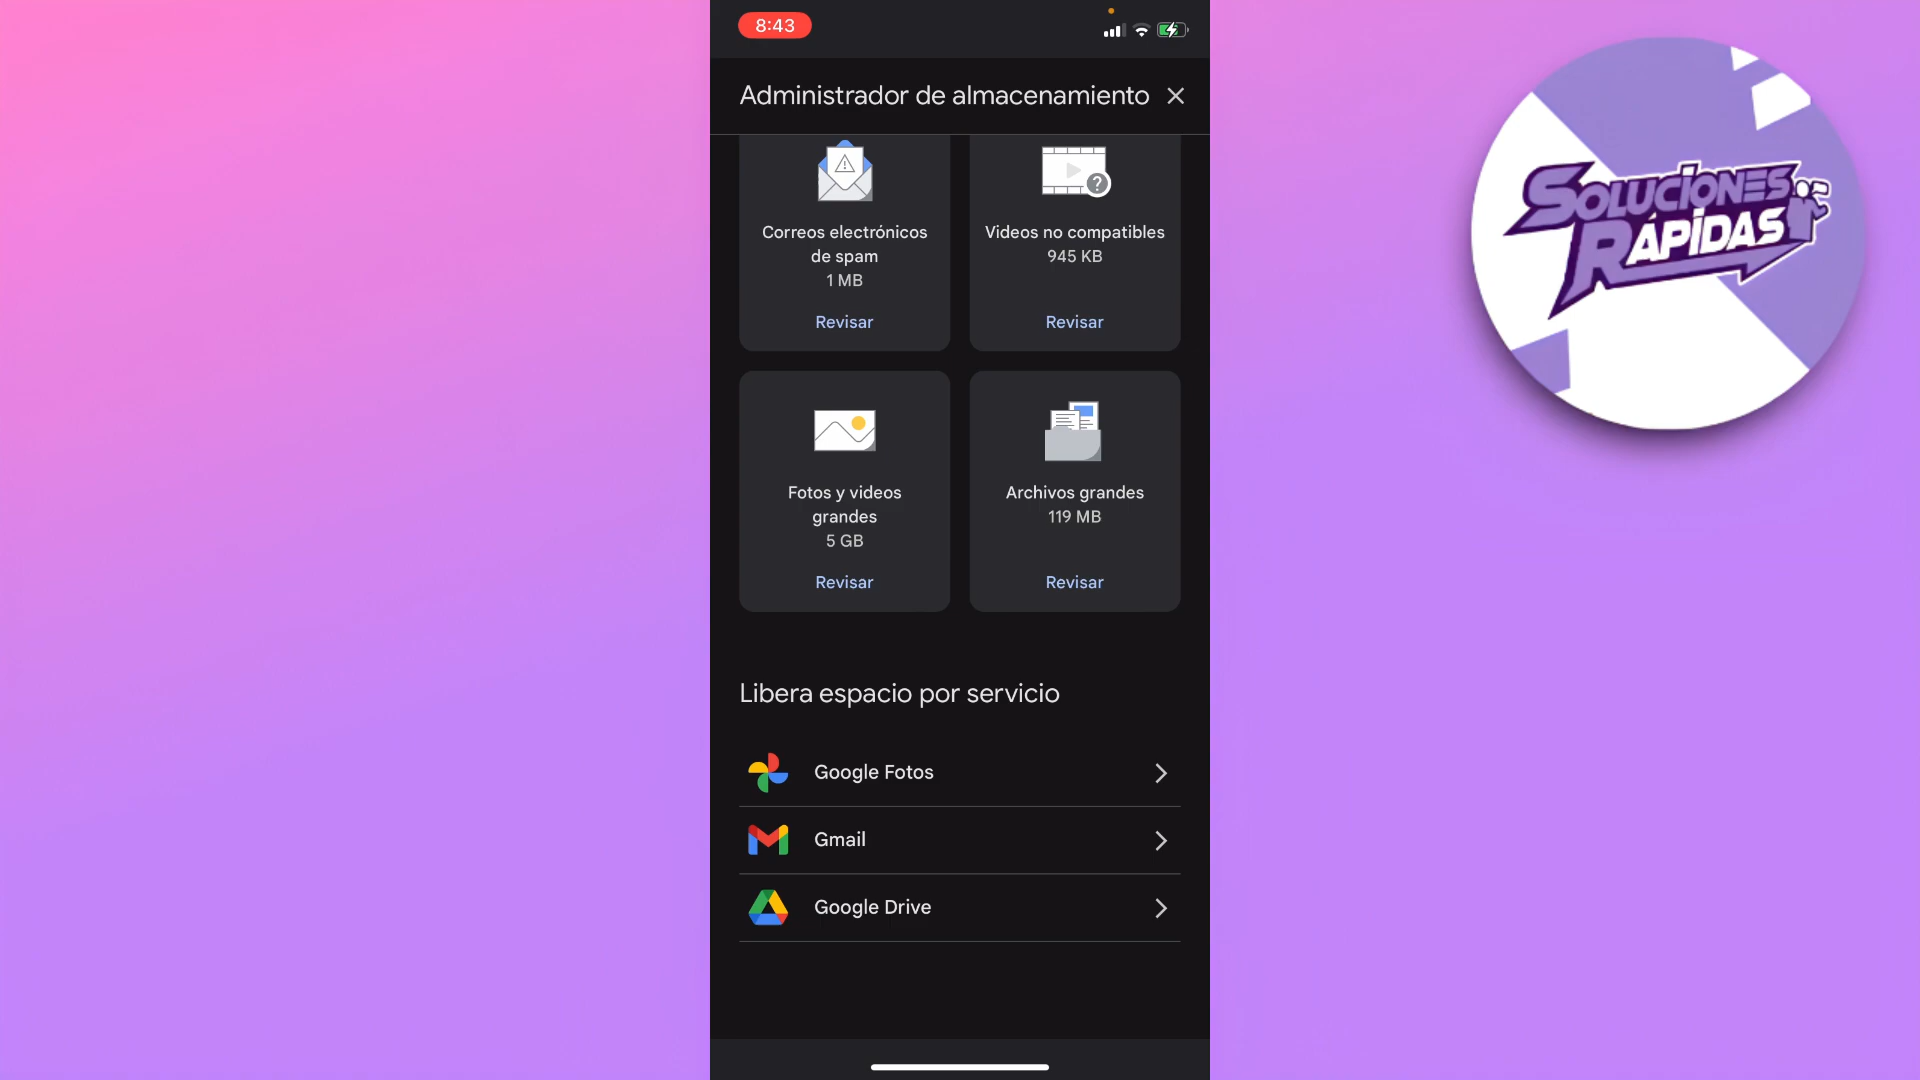 8:43
Administrador de almacenamiento
Correos electrónicos
de spam
1 MB
Revisar
Videos no compatibles
945 KB
Revisar
Fotos y videos
grandes
5 GB
Revisar
Archivos grandes
119 MB
Revisar
Libera espacio por servicio
Google Fotos
Gmail
Google Drive
SOLUCIONES
RÁPIDAS